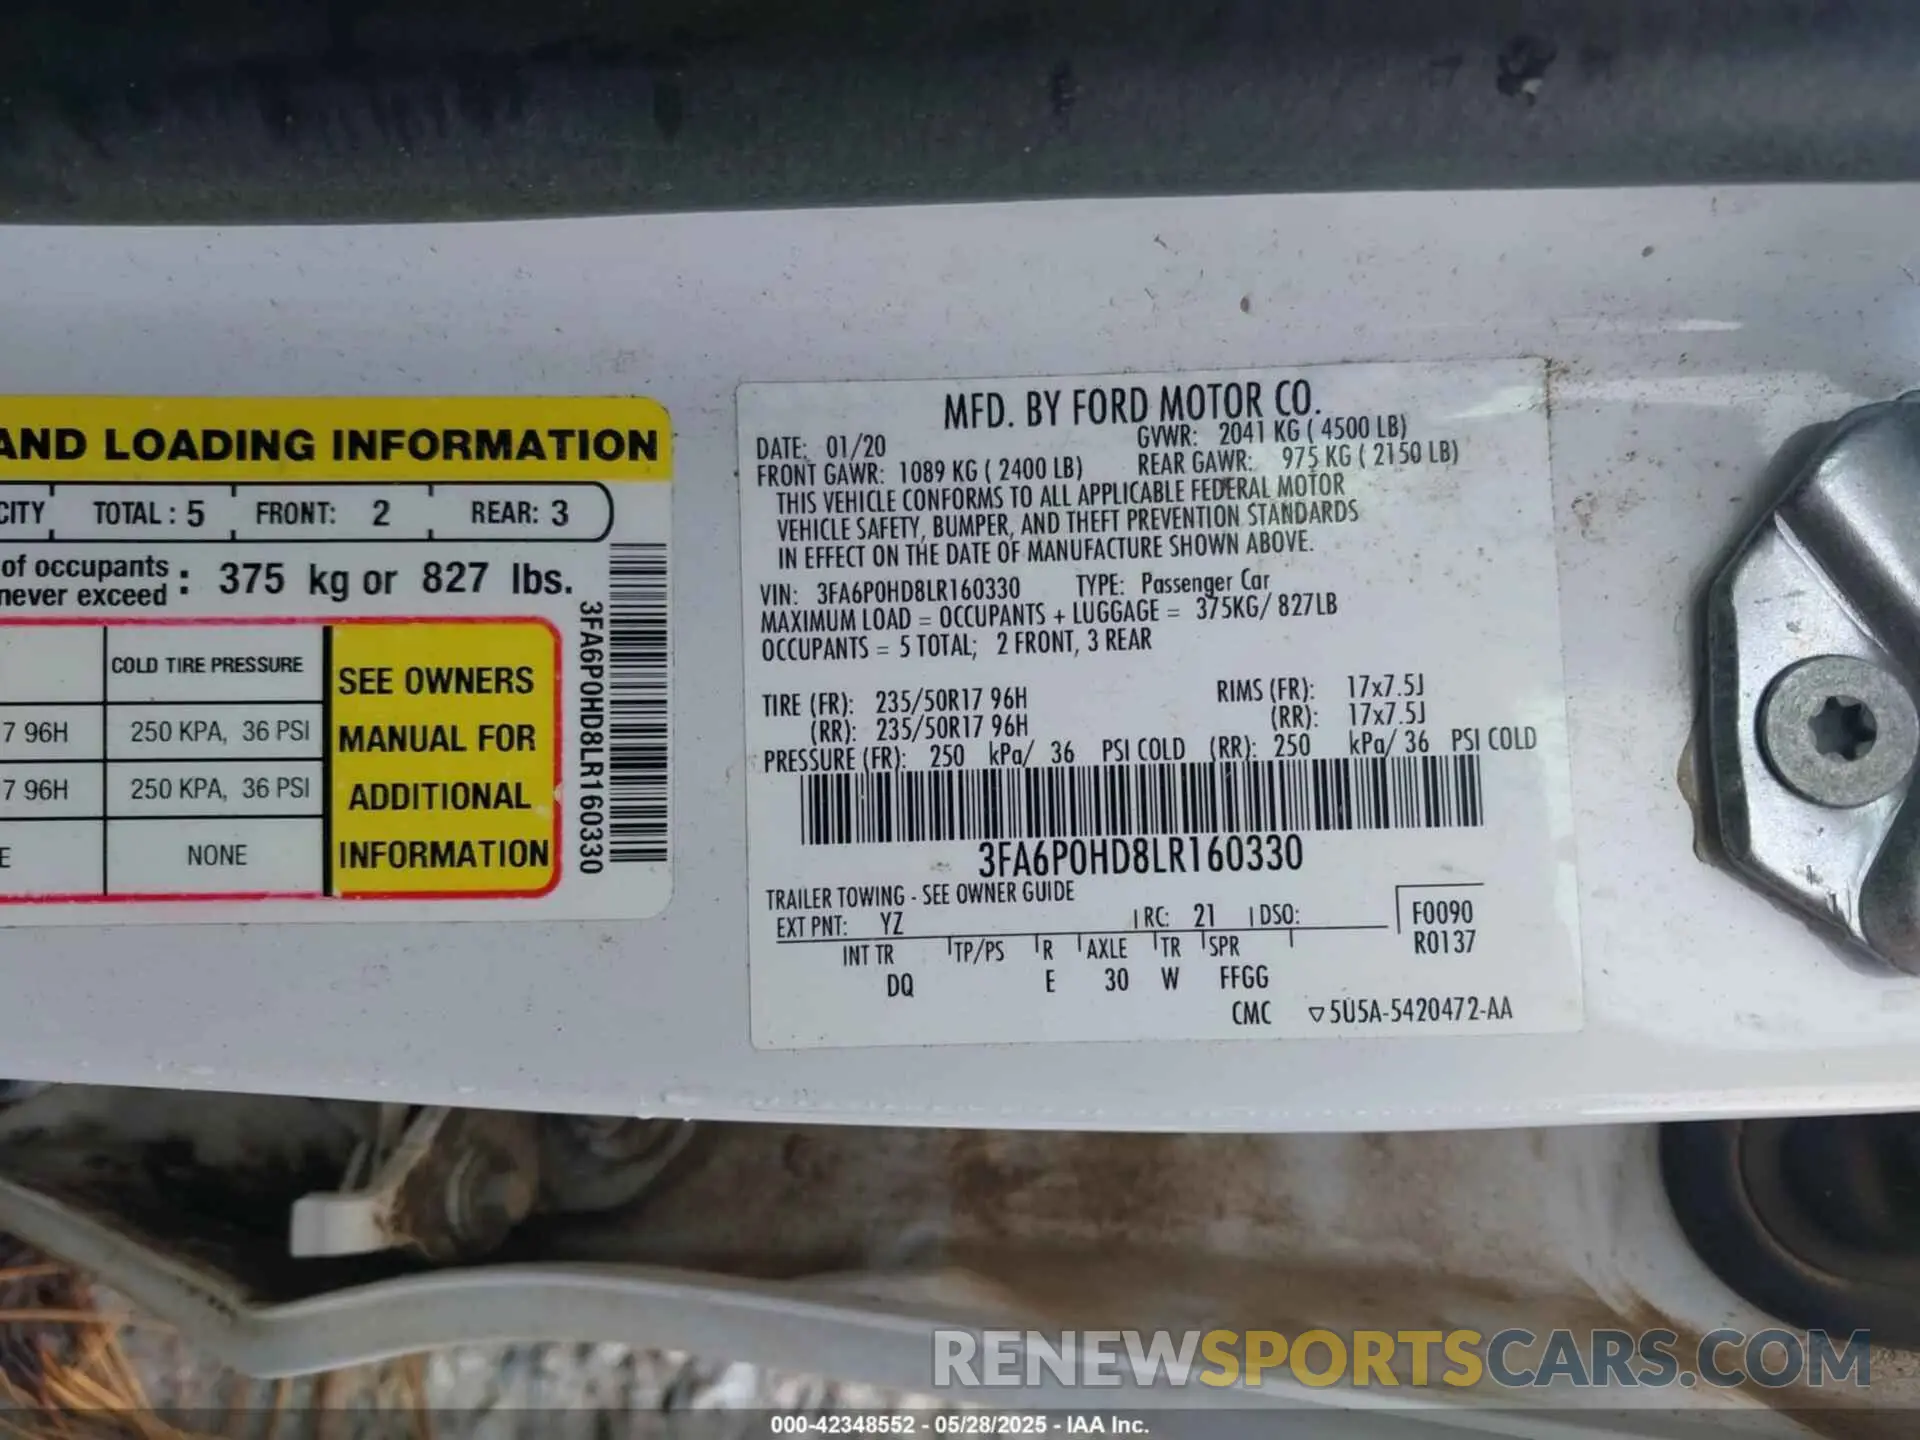 AND LOADING INFORMATION
CITY TOTAL : 5 FRONT: 2 REAR: 3
of occupants
never exceed : 375 kg or 827 lbs.
COLD TIRE PRESSURE
7 96H 250 KPA, 36 PSI
7 96H 250 KPA, 36 PSI
E NONE
SEE OWNERS
MANUAL FOR
ADDITIONAL
INFORMATION
3FA6P0HD8LR160330
MFD. BY FORD MOTOR CO.
DATE: 01/20 GVWR: 2041 KG ( 4500 LB)
FRONT GAWR: 1089 KG ( 2400 LB) REAR GAWR: 975 KG ( 2150 LB)
THIS VEHICLE CONFORMS TO ALL APPLICABLE FEDERAL MOTOR
VEHICLE SAFETY, BUMPER, AND THEFT PREVENTION STANDARDS
IN EFFECT ON THE DATE OF MANUFACTURE SHOWN ABOVE.
VIN: 3FA6P0HD8LR160330 TYPE: Passenger Car
MAXIMUM LOAD = OCCUPANTS + LUGGAGE = 375KG/ 827LB
OCCUPANTS = 5 TOTAL; 2 FRONT, 3 REAR
TIRE (FR): 235/50R17 96H RIMS (FR): 17x7.5J
(RR): 235/50R17 96H (RR): 17x7.5J
PRESSURE (FR): 250 kPa/ 36 PSI COLD (RR): 250 kPa/ 36 PSI COLD
3FA6P0HD8LR160330
TRAILER TOWING - SEE OWNER GUIDE
EXT PNT: YZ RC: 21 DSO: F0090
R0137
INT TR TP/PS R AXLE TR SPR
DQ E 30 W FFGG
CMC ▽5U5A-5420472-AA
RENEWSPORTSCARS.COM
000-42348552 - 05/28/2025 - IAA Inc.